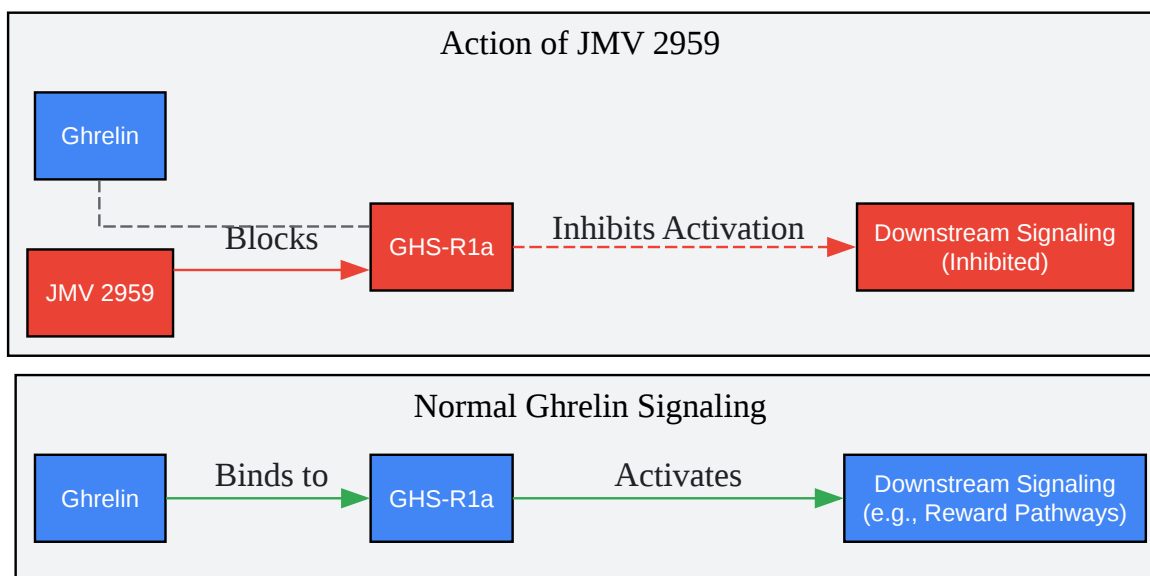 Action of JMV 2959
Ghrelin
Blocks
JMV 2959
GHS-R1a
Inhibits Activation
Downstream Signaling
(Inhibited)
Normal Ghrelin Signaling
Ghrelin
Binds to
GHS-R1a
Activates
Downstream Signaling
(e.g., Reward Pathways)